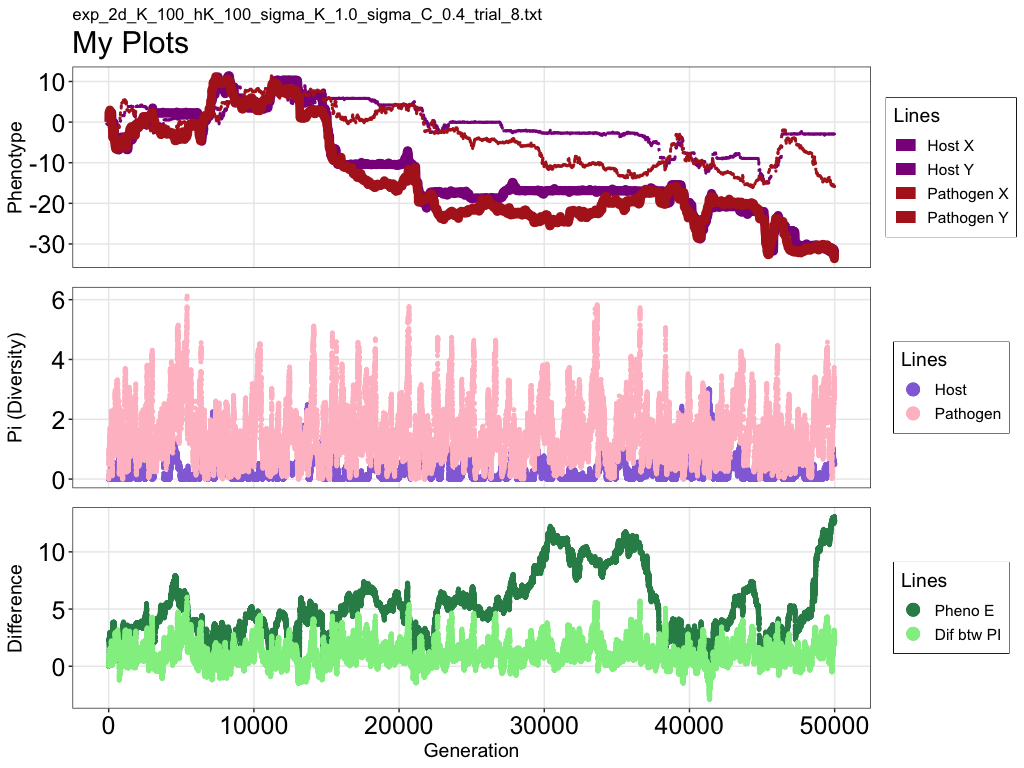 exp_2d_K_100_hK_100_sigma_K_1.0_sigma_C_0.4_trial_8.txt
My Plots
Phenotype
10
0
-10
-20
-30
Lines
Host X
Host Y
Pathogen X
Pathogen Y
Pi (Diversity)
6
4
2
0
Lines
Host
Pathogen
Difference
10
5
0
Lines
Pheno E
Dif btw PI
0 10000 20000 30000 40000 50000
Generation